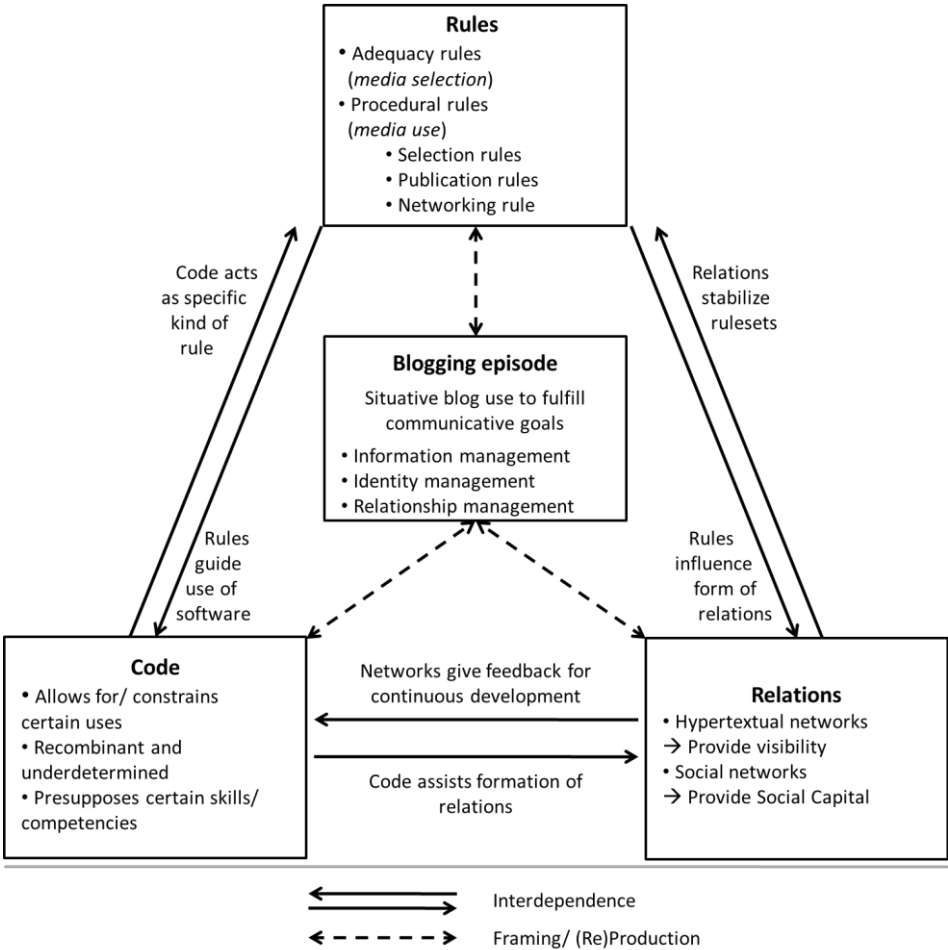 Rules
• Adequacy rules
(media selection)
• Procedural rules
(media use)
• Selection rules
• Publication rules
• Networking rule
Code acts
as specific
kind of
rule
Relations
stabilize
rulesets
Blogging episode
Situative blog use to fulfill
communicative goals
• Information management
• Identity management
• Relationship management
Rules
guide
use of
software
Rules
influence
form of
relations
Code
• Allows for/ constrains
certain uses
• Recombinant and
underdetermined
• Presupposes certain skills/
competencies
Networks give feedback for
continuous development
Code assists formation of
relations
Relations
• Hypertextual networks
→ Provide visibility
• Social networks
→ Provide Social Capital
Interdependence
Framing/ (Re)Production